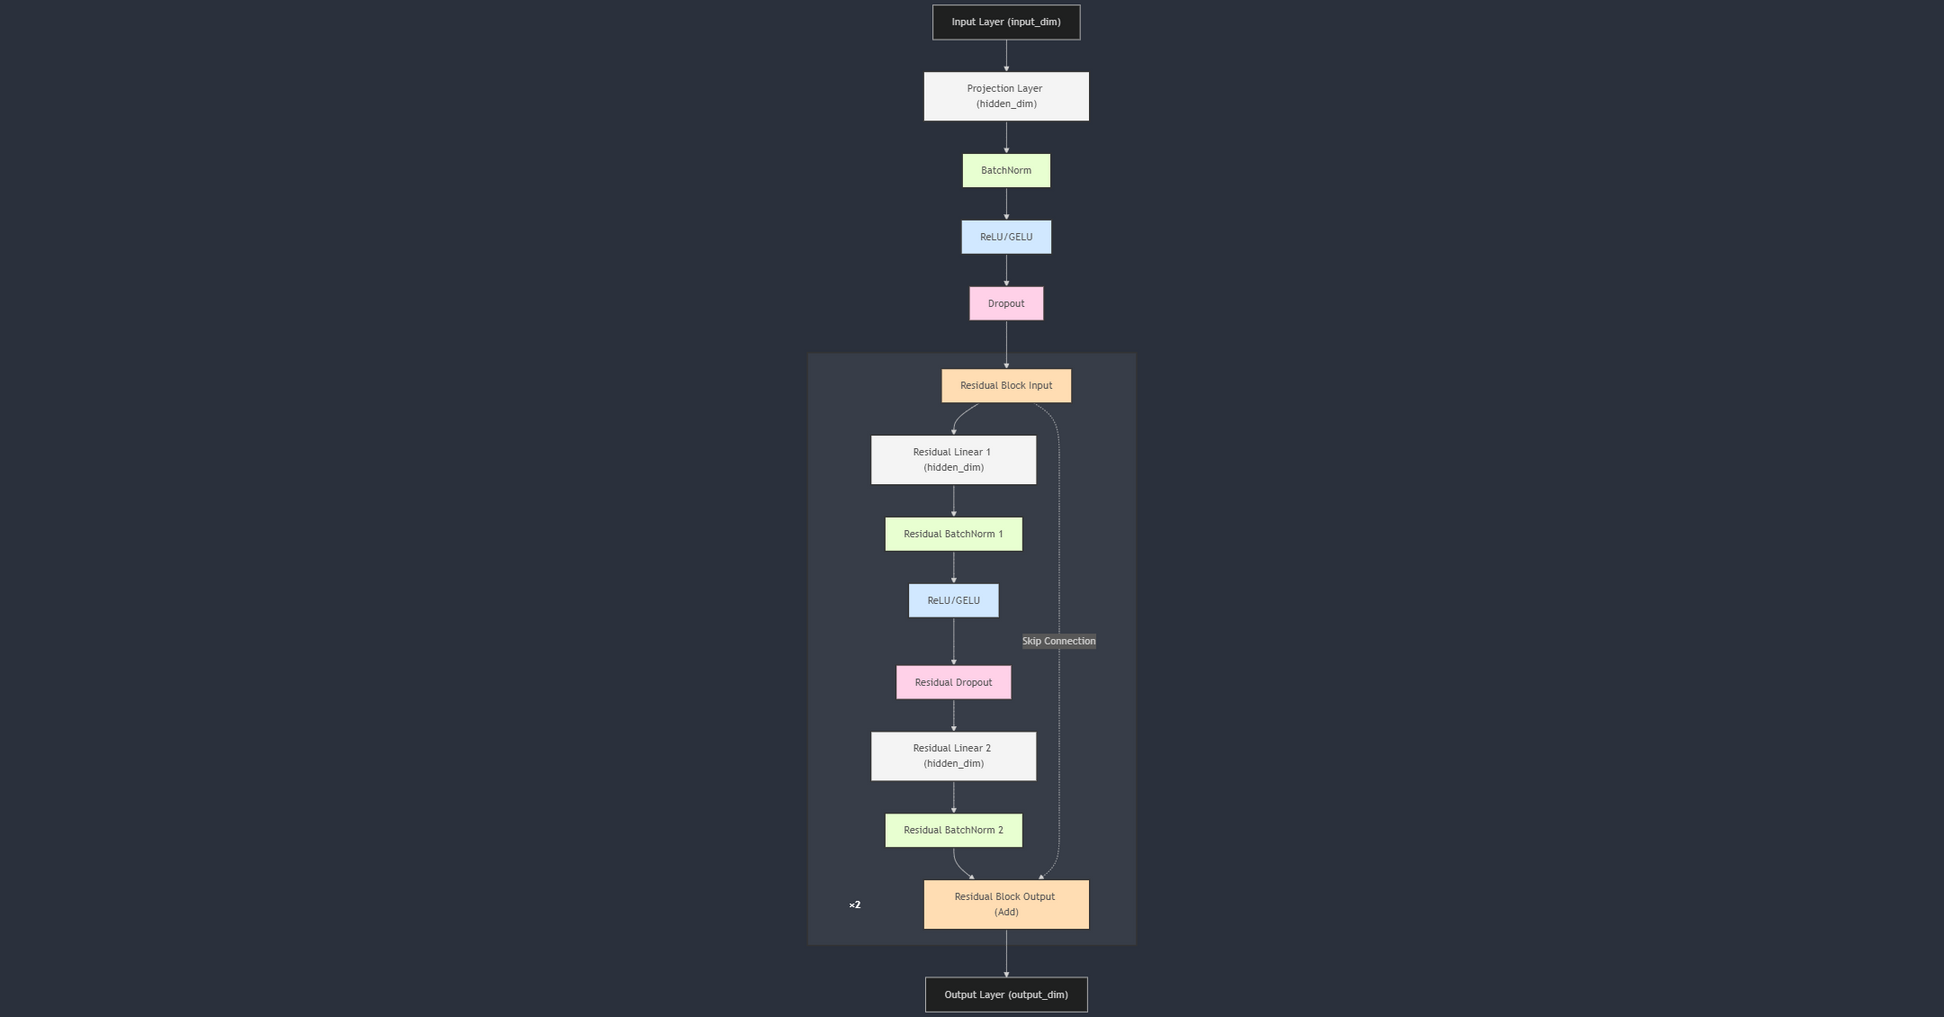 Input Layer (input_dim)
Projection Layer
(hidden_dim)
BatchNorm
ReLU/GELU
Dropout
Residual Block Input
Residual Linear 1
(hidden_dim)
Residual BatchNorm 1
ReLU/GELU
Skip Connection
Residual Dropout
Residual Linear 2
(hidden_dim)
Residual BatchNorm 2
Residual Block Output
(Add)
×2
Output Layer (output_dim)